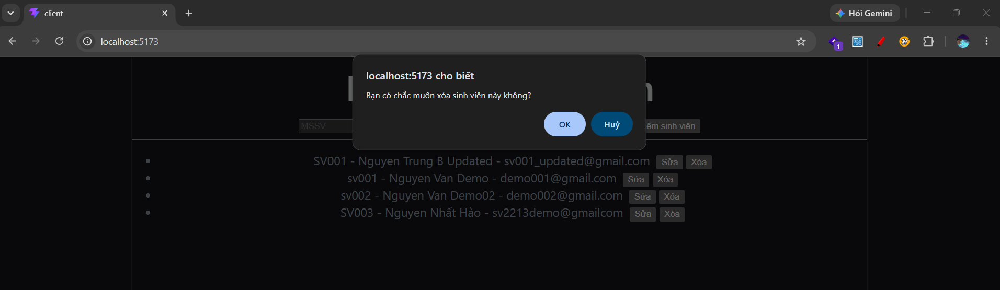 client
Hỏi Gemini
localhost:5173
1
localhost:5173 cho biết
Bạn có chắc muốn xóa sinh viên này không?
OK
Huỷ
MSSV
êm sinh viên
SV001 - Nguyen Trung B Updated - sv001_updated@gmail.com Sửa Xóa
sv001 - Nguyen Van Demo - demo001@gmail.com Sửa Xóa
sv002 - Nguyen Van Demo02 - demo002@gmail.com Sửa Xóa
SV003 - Nguyen Nhất Hào - sv2213demo@gmailcom Sửa Xóa